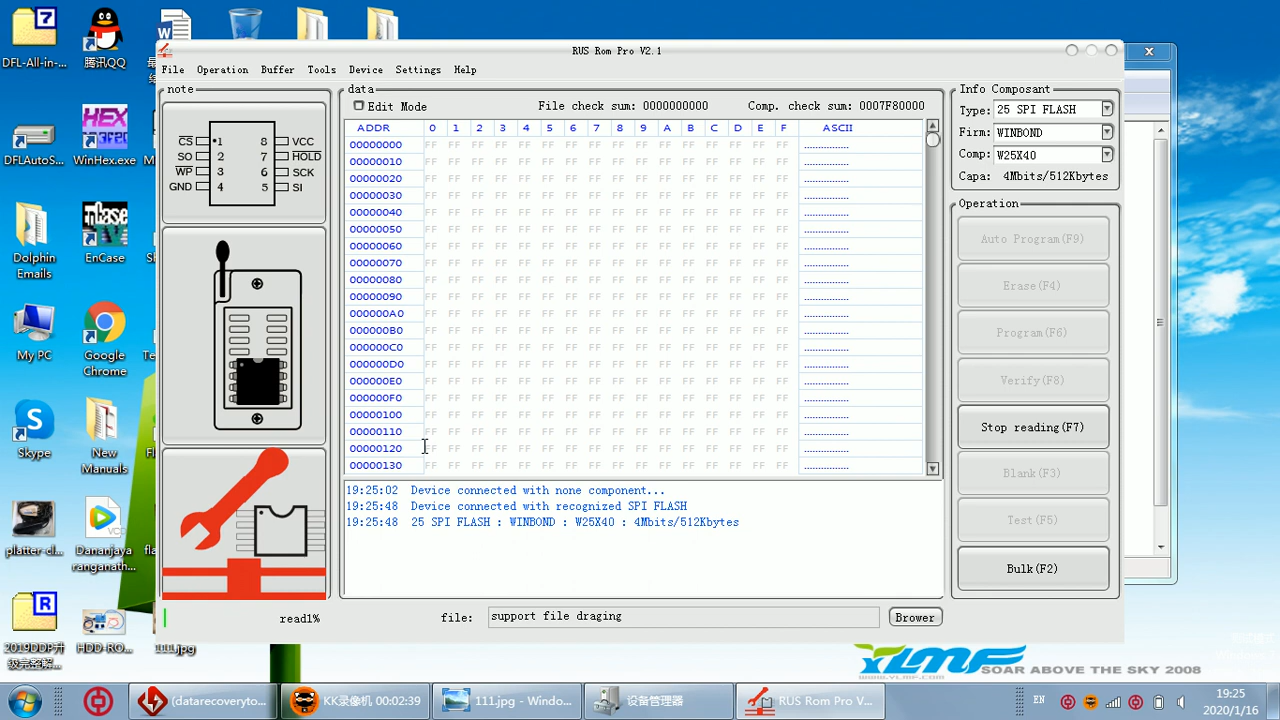 DFL-All-in-...
腾讯QQ
DFLAutoS...
WinHex.exe
Dolphin
Emails
EnCase
My PC
Google
Chrome
Skype
New
Manuals
platter-cl...
Dananjaya
ranganath...
2019DDP升
级完整解...
HDD-RO...
111.jpg
RUS Rom Pro V2.1
File Operation Buffer Tools Device Settings Help
note
CS SO WP GND
1 2 3 4
8 7 6 5
VCC HOLD SCK SI
data
Edit Mode File check sum: 0000000000 Comp. check sum: 0007F80000
ADDR 0 1 2 3 4 5 6 7 8 9 A B C D E F ASCII
00000000 FF FF FF FF FF FF FF FF FF FF FF FF FF FF FF FF ................
00000010 FF FF FF FF FF FF FF FF FF FF FF FF FF FF FF FF ................
00000020 FF FF FF FF FF FF FF FF FF FF FF FF FF FF FF FF ................
00000030 FF FF FF FF FF FF FF FF FF FF FF FF FF FF FF FF ................
00000040 FF FF FF FF FF FF FF FF FF FF FF FF FF FF FF FF ................
00000050 FF FF FF FF FF FF FF FF FF FF FF FF FF FF FF FF ................
00000060 FF FF FF FF FF FF FF FF FF FF FF FF FF FF FF FF ................
00000070 FF FF FF FF FF FF FF FF FF FF FF FF FF FF FF FF ................
00000080 FF FF FF FF FF FF FF FF FF FF FF FF FF FF FF FF ................
00000090 FF FF FF FF FF FF FF FF FF FF FF FF FF FF FF FF ................
000000A0 FF FF FF FF FF FF FF FF FF FF FF FF FF FF FF FF ................
000000B0 FF FF FF FF FF FF FF FF FF FF FF FF FF FF FF FF ................
000000C0 FF FF FF FF FF FF FF FF FF FF FF FF FF FF FF FF ................
000000D0 FF FF FF FF FF FF FF FF FF FF FF FF FF FF FF FF ................
000000E0 FF FF FF FF FF FF FF FF FF FF FF FF FF FF FF FF ................
000000F0 FF FF FF FF FF FF FF FF FF FF FF FF FF FF FF FF ................
00000100 FF FF FF FF FF FF FF FF FF FF FF FF FF FF FF FF ................
00000110 FF FF FF FF FF FF FF FF FF FF FF FF FF FF FF FF ................
00000120 FF FF FF FF FF FF FF FF FF FF FF FF FF FF FF FF ................
00000130 FF FF FF FF FF FF FF FF FF FF FF FF FF FF FF FF ................
19:25:02 Device connected with none component...
19:25:48 Device connected with recognized SPI FLASH
19:25:48 25 SPI FLASH : WINBOND : W25X40 : 4Mbits/512Kbytes
Info Composant
Type: 25 SPI FLASH
Firm: WINBOND
Comp: W25X40
Capa: 4Mbits/512Kbytes
Operation
Auto Program(F9)
Erase(F4)
Program(F6)
Verify(F8)
Stop reading(F7)
Blank(F3)
Test(F5)
Bulk(F2)
read1% file: support file draging Brower
YLMF SOAR ABOVE THE SKY 2008
WWW.YLMF.COM
(datarecoveryto... KK录像机 00:02:39 111.jpg - Windo... 设备管理器 RUS Rom Pro V... EN
19:25
2020/1/16